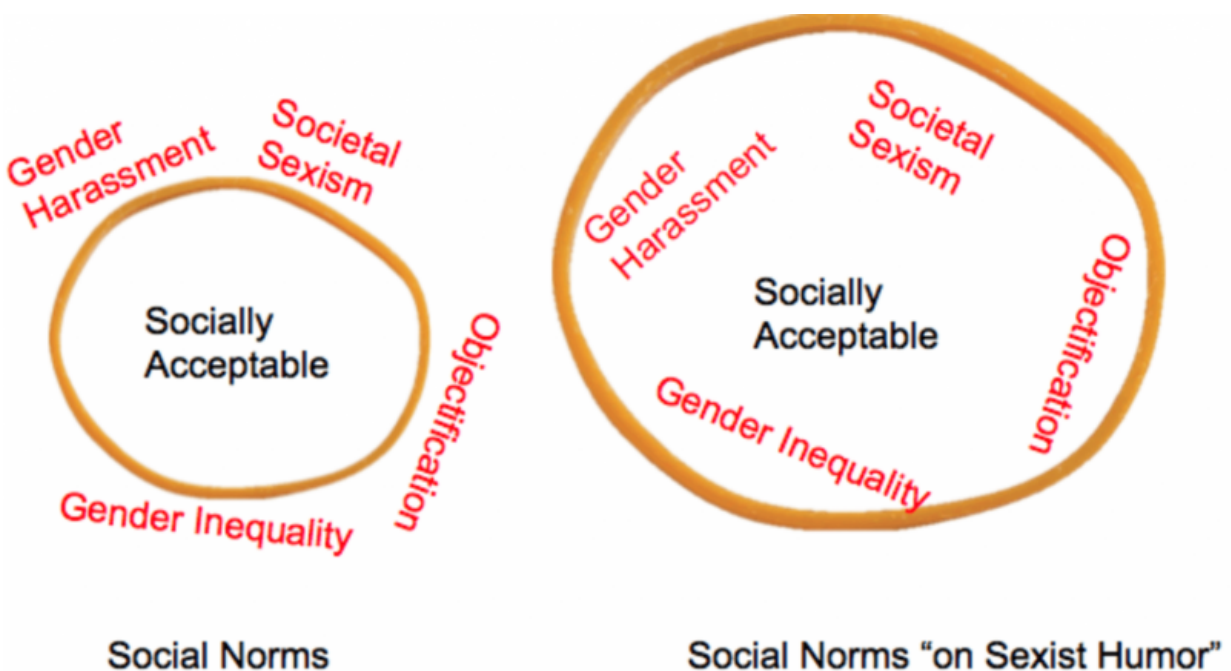 Gender
Harassment
Societal
Sexism
Socially
Acceptable
Objectification
Gender Inequality
Social Norms
Societal
Sexism
Gender
Harassment
Socially
Acceptable
Objectification
Gender Inequality
Social Norms “on Sexist Humor”